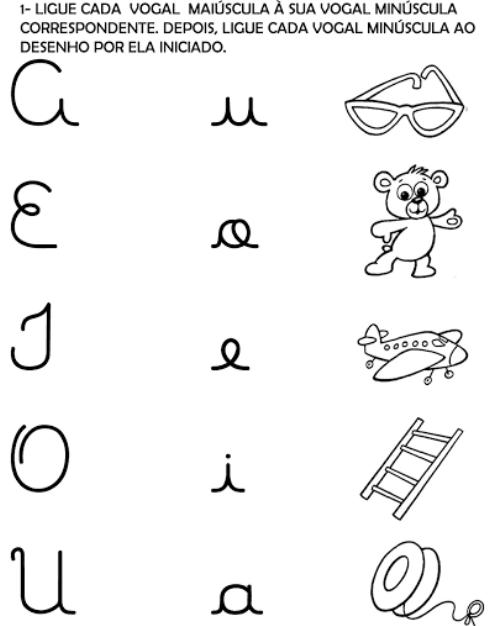 1- LIGUE CADA VOGAL MAIÚSCULA À SUA VOGAL MINÚSCULA
CORRESPONDENTE. DEPOIS, LIGUE CADA VOGAL MINÚSCULA AO
DESENHO POR ELA INICIADO.
A u
E o
I e
O i
U a